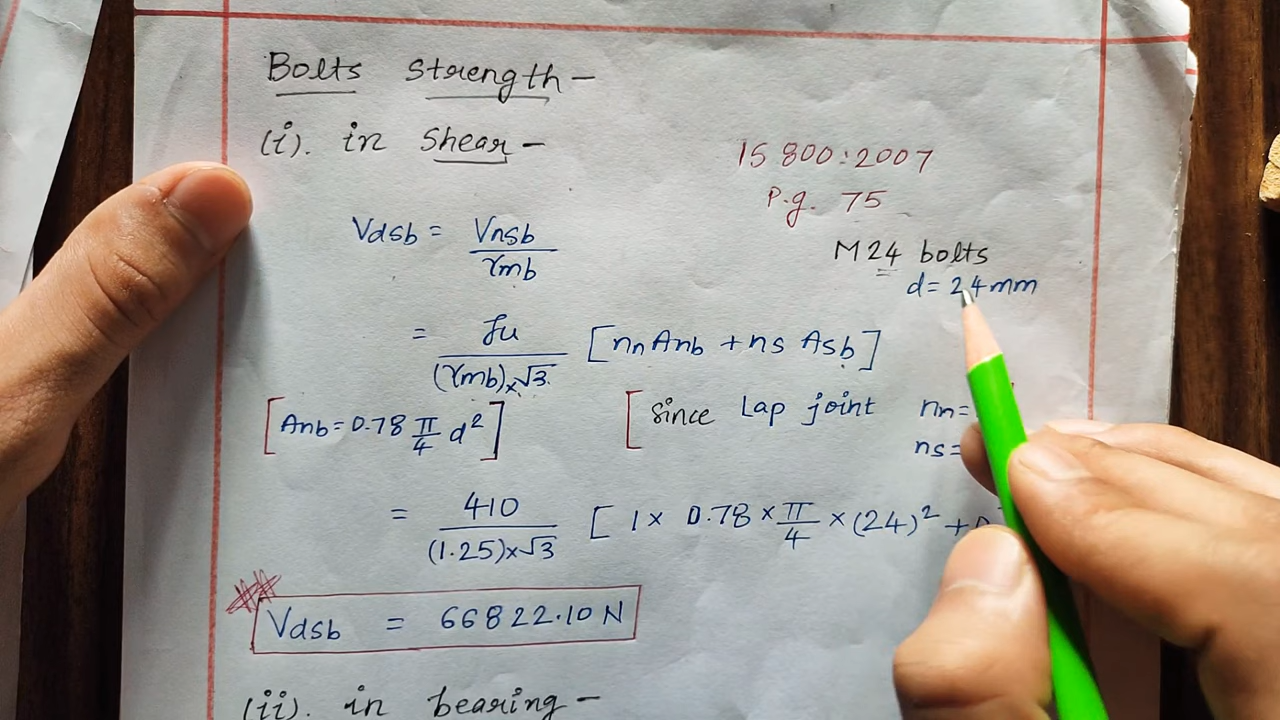 Bolts Strength -
(i). in Shear -
IS 800:2007
P.g. 75
Vdsb = Vnsb / γmb
M24 bolts
d = 24mm
= fu / (γmb)×√3 [nn Anb + ns Asb]
[Anb = 0.78 π/4 d²]
[since Lap joint nn=
ns=
= 410 / (1.25)×√3 [1 × 0.78 × π/4 × (24)² +
Vdsb = 66822.10 N
(ii). in bearing -